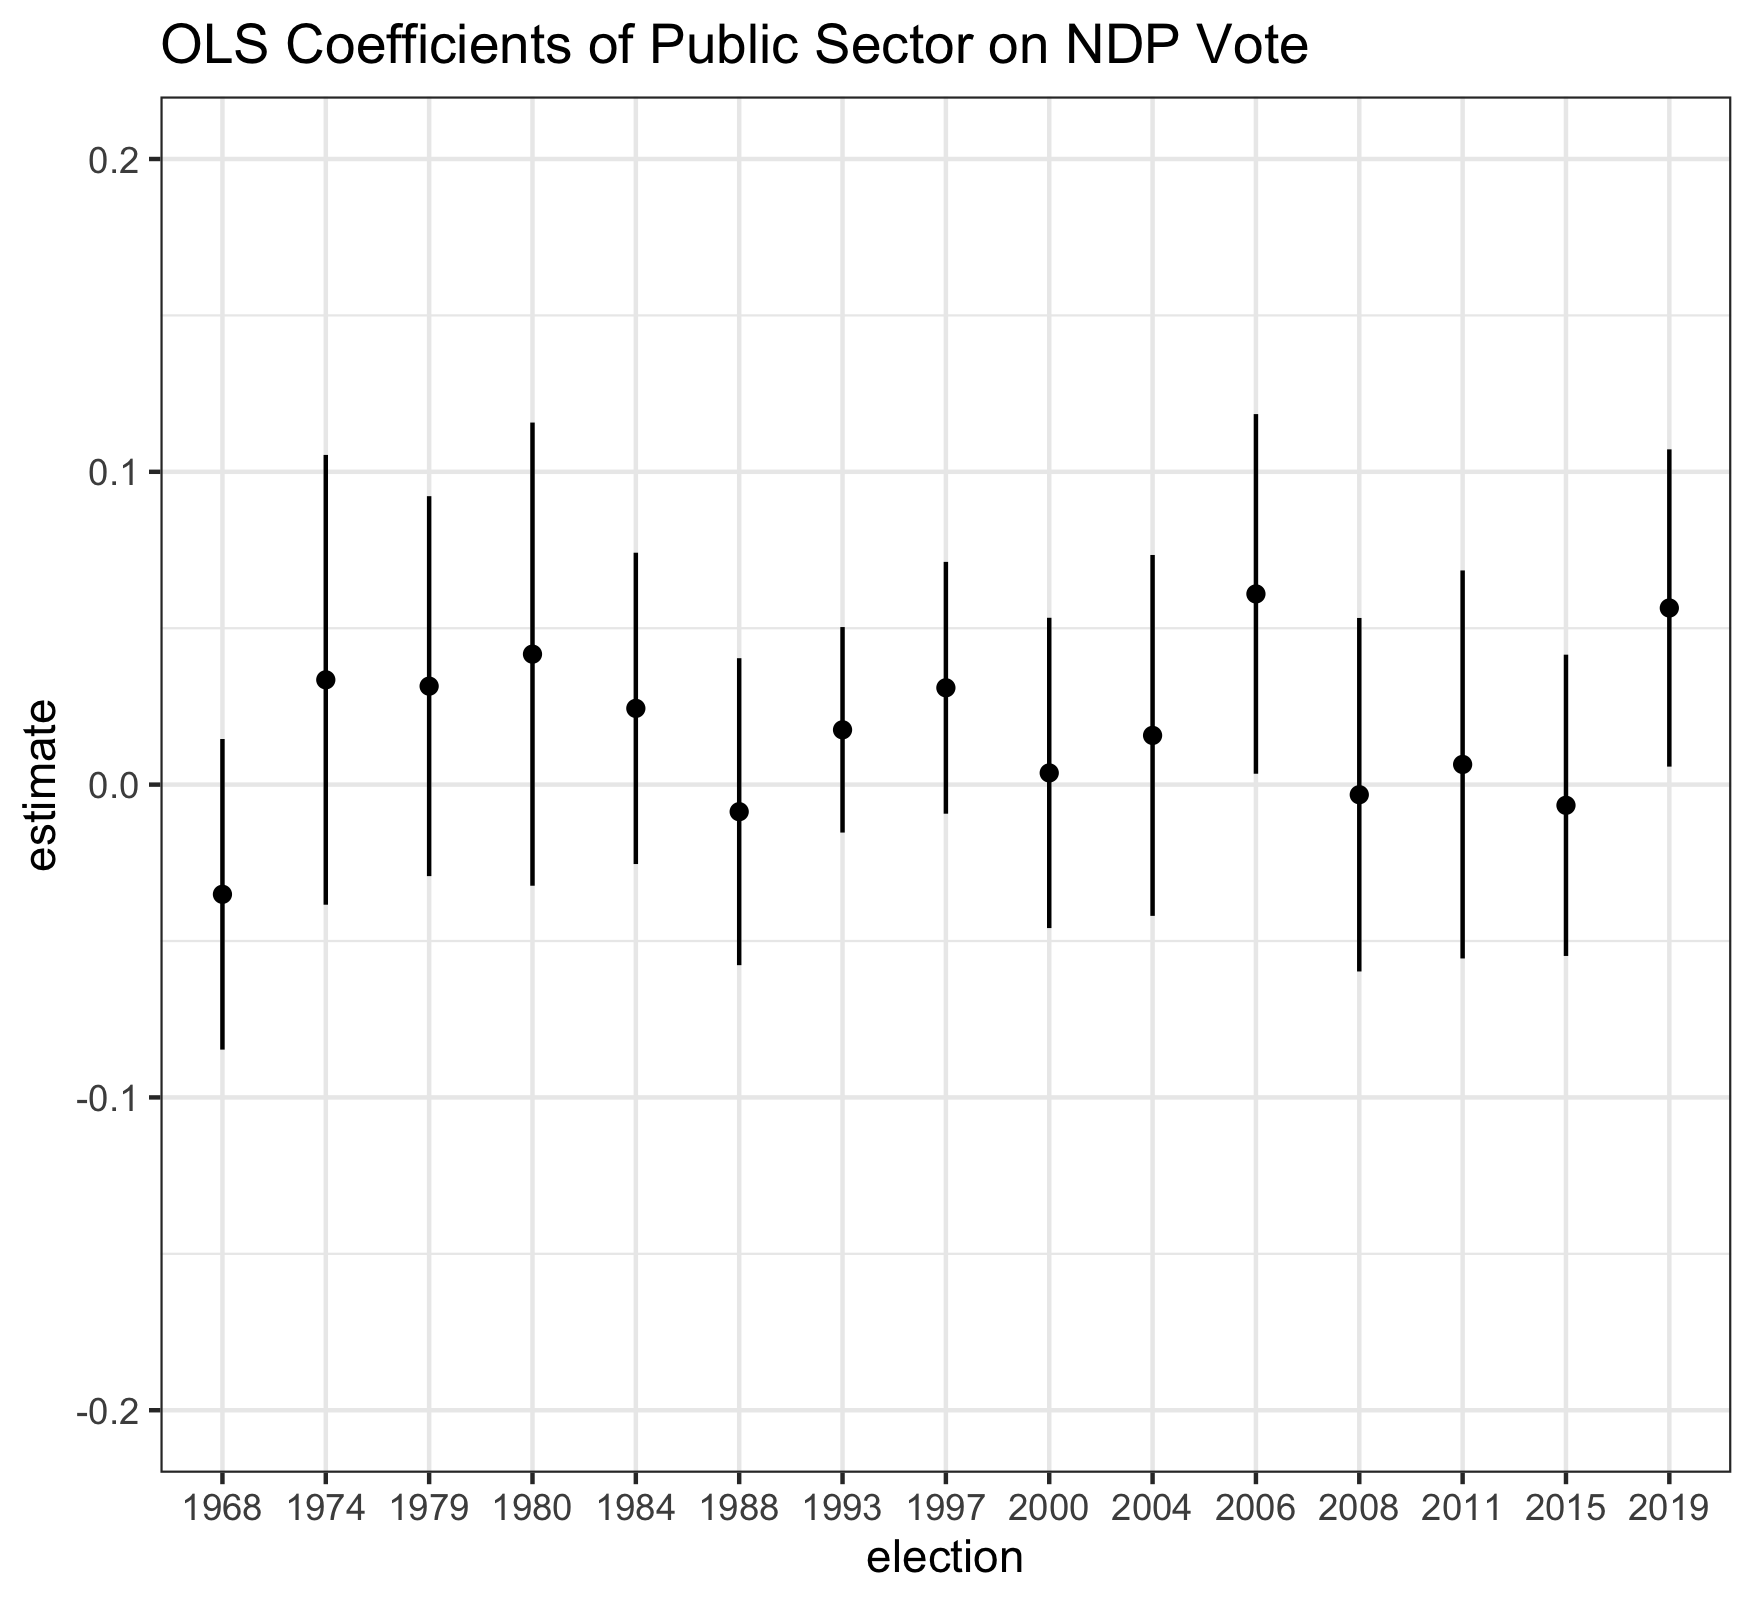 OLS Coefficients of Public Sector on NDP Vote
0.2
0.1
0.0
-0.1
-0.2
estimate
1968 1974 1979 1980 1984 1988 1993 1997 2000 2004 2006 2008 2011 2015 2019
election